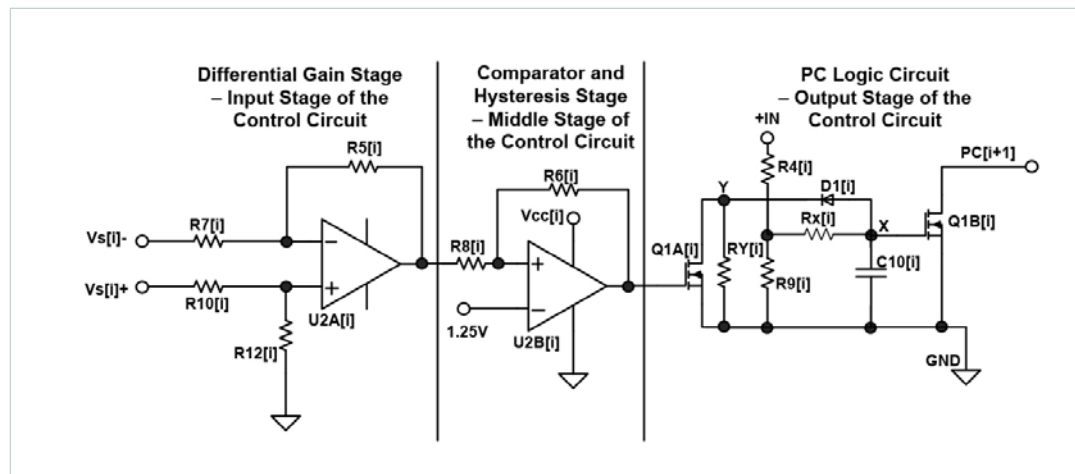 Differential Gain Stage
– Input Stage of the
Control Circuit
Comparator and
Hysteresis Stage
– Middle Stage of
the Control Circuit
PC Logic Circuit
– Output Stage of the
Control Circuit
+IN
PC[i+1]
R5[i]
R6[i]
R4[i]
D1[i]
Vcc[i]
Y
X
Vs[i]-
R7[i]
R8[i]
Q1A[i]
RY[i]
Rx[i]
Q1B[i]
C10[i]
R9[i]
Vs[i]+
R10[i]
−
+
+
−
U2A[i]
1.25V
U2B[i]
R12[i]
GND